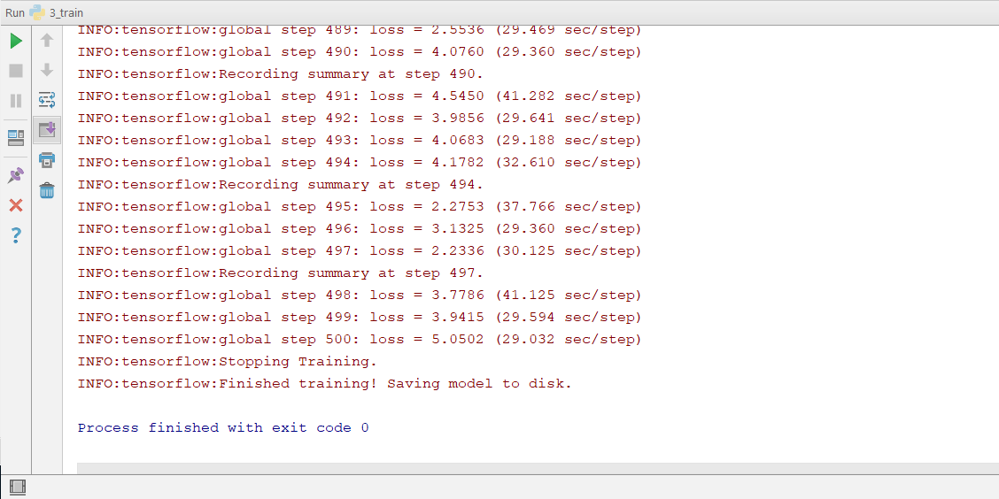 Run 3_train
INFO:tensorflow:global step 489: loss = 2.5536 (29.469 sec/step)
INFO:tensorflow:global step 490: loss = 4.0760 (29.360 sec/step)
INFO:tensorflow:Recording summary at step 490.
INFO:tensorflow:global step 491: loss = 4.5450 (41.282 sec/step)
INFO:tensorflow:global step 492: loss = 3.9856 (29.641 sec/step)
INFO:tensorflow:global step 493: loss = 4.0683 (29.188 sec/step)
INFO:tensorflow:global step 494: loss = 4.1782 (32.610 sec/step)
INFO:tensorflow:Recording summary at step 494.
INFO:tensorflow:global step 495: loss = 2.2753 (37.766 sec/step)
INFO:tensorflow:global step 496: loss = 3.1325 (29.360 sec/step)
INFO:tensorflow:global step 497: loss = 2.2336 (30.125 sec/step)
INFO:tensorflow:Recording summary at step 497.
INFO:tensorflow:global step 498: loss = 3.7786 (41.125 sec/step)
INFO:tensorflow:global step 499: loss = 3.9415 (29.594 sec/step)
INFO:tensorflow:global step 500: loss = 5.0502 (29.032 sec/step)
INFO:tensorflow:Stopping Training.
INFO:tensorflow:Finished training! Saving model to disk.
Process finished with exit code 0